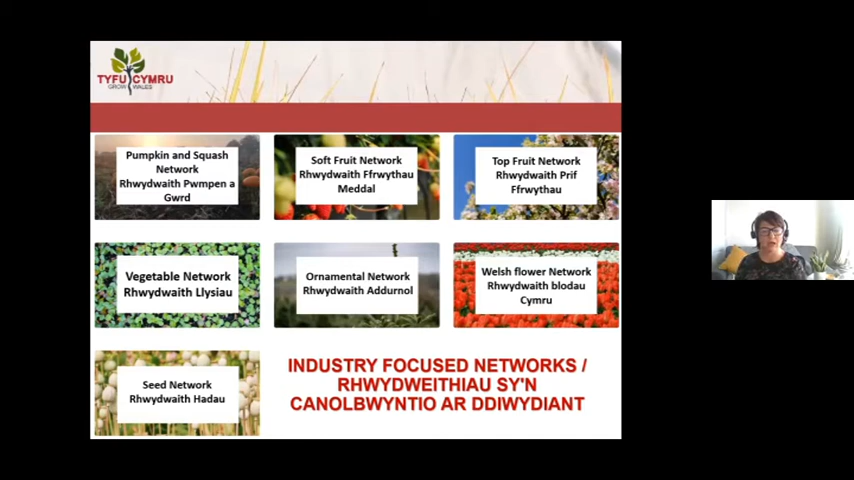 TYFU CYMRU
GROW WALES
Pumpkin and Squash
Network
Rhwydwaith Pwmpen a
Gwrd
Soft Fruit Network
Rhwydwaith Ffrwythau
Meddal
Top Fruit Network
Rhwydwaith Prif
Ffrwythau
Vegetable Network
Rhwydwaith Llysiau
Ornamental Network
Rhwydwaith Addurnol
Welsh flower Network
Rhwydwaith blodau
Cymru
Seed Network
Rhwydwaith Hadau
INDUSTRY FOCUSED NETWORKS /
RHWYDWEITHIAU SY'N
CANOLBWYNTIO AR DDIWYDIANT